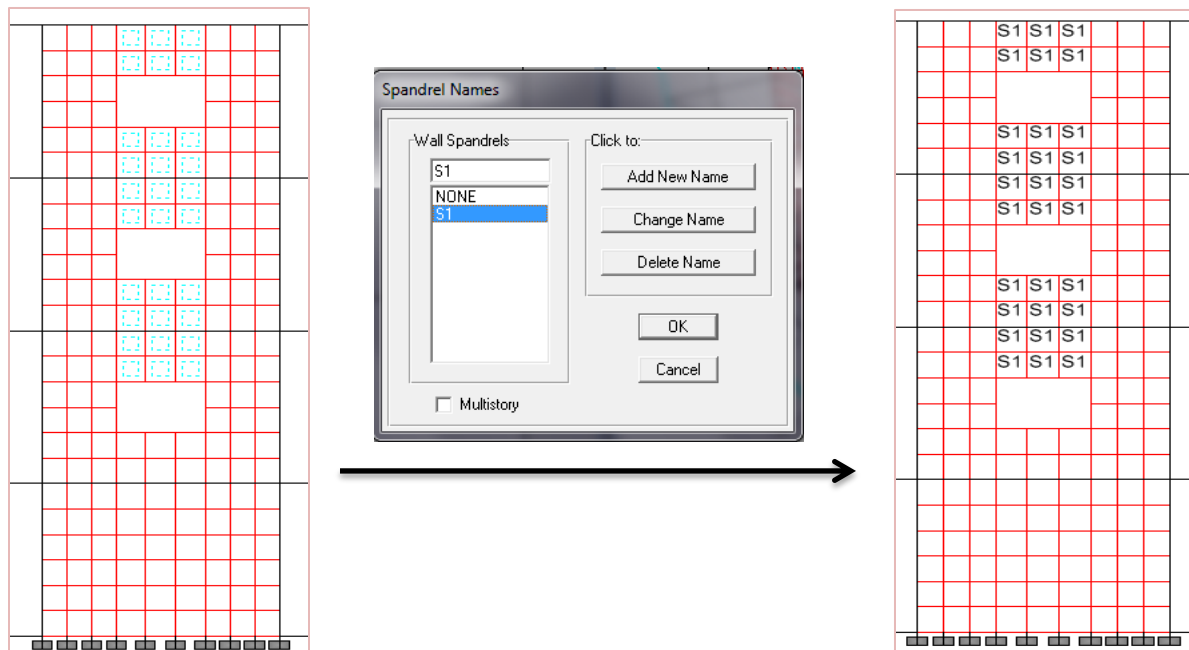 Spandrel Names
Wall Spandrels
S1
NONE
S1
Click to:
Add New Name
Change Name
Delete Name
OK
Cancel
Multistory
S1 S1 S1
S1 S1 S1
S1 S1 S1
S1 S1 S1
S1 S1 S1
S1 S1 S1
S1 S1 S1
S1 S1 S1
S1 S1 S1
S1 S1 S1